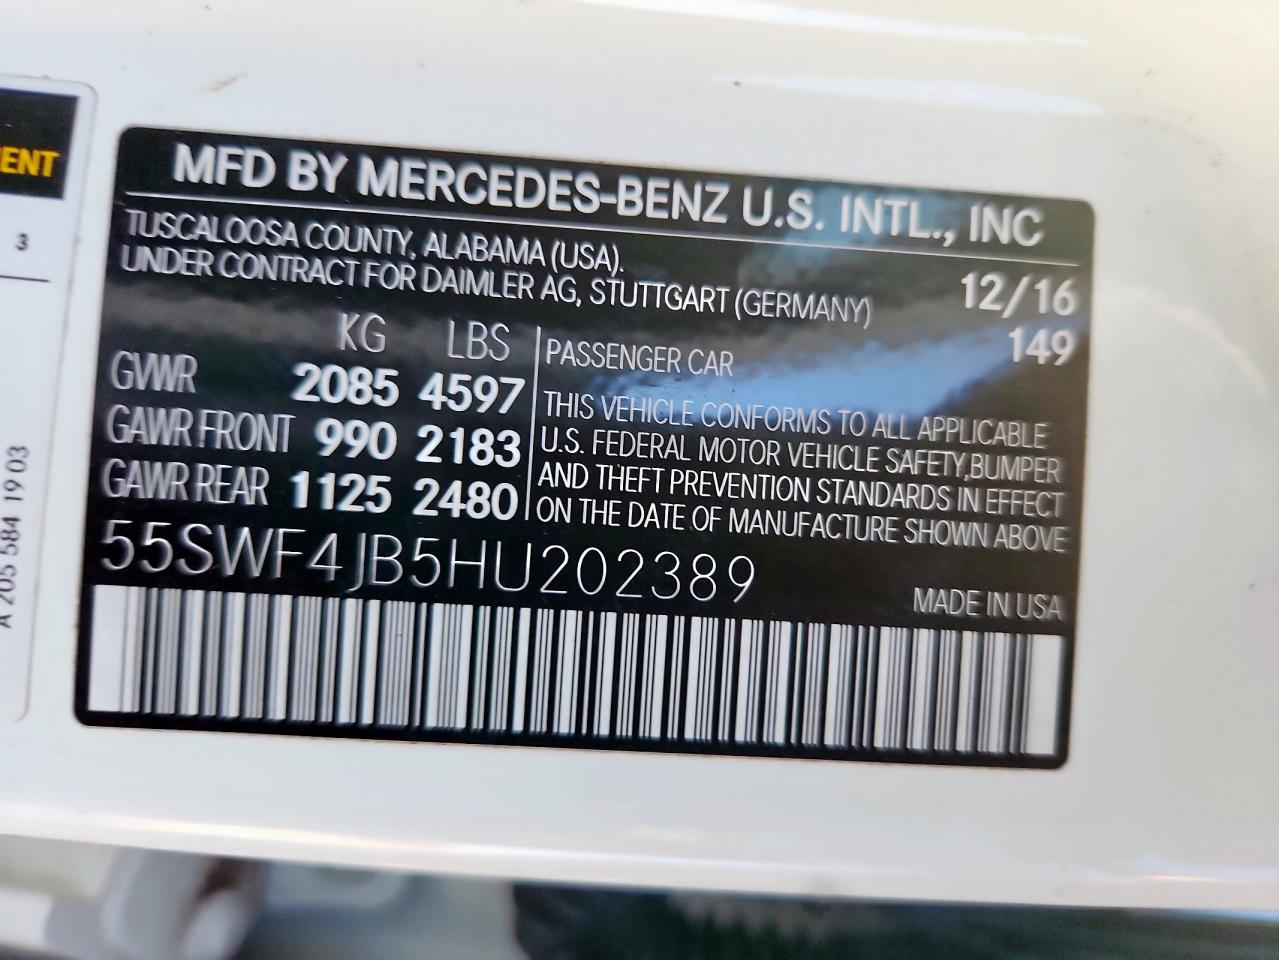 ENT
3
A 205 584 19 03
MFD BY MERCEDES-BENZ U.S. INTL., INC
TUSCALOOSA COUNTY, ALABAMA (USA).
UNDER CONTRACT FOR DAIMLER AG, STUTTGART (GERMANY)
12/16
149
KG LBS
GVWR 2085 4597
GAWR FRONT 990 2183
GAWR REAR 1125 2480
PASSENGER CAR
THIS VEHICLE CONFORMS TO ALL APPLICABLE
U.S. FEDERAL MOTOR VEHICLE SAFETY,BUMPER
AND THEFT PREVENTION STANDARDS IN EFFECT
ON THE DATE OF MANUFACTURE SHOWN ABOVE
55SWF4JB5HU202389
MADE IN USA